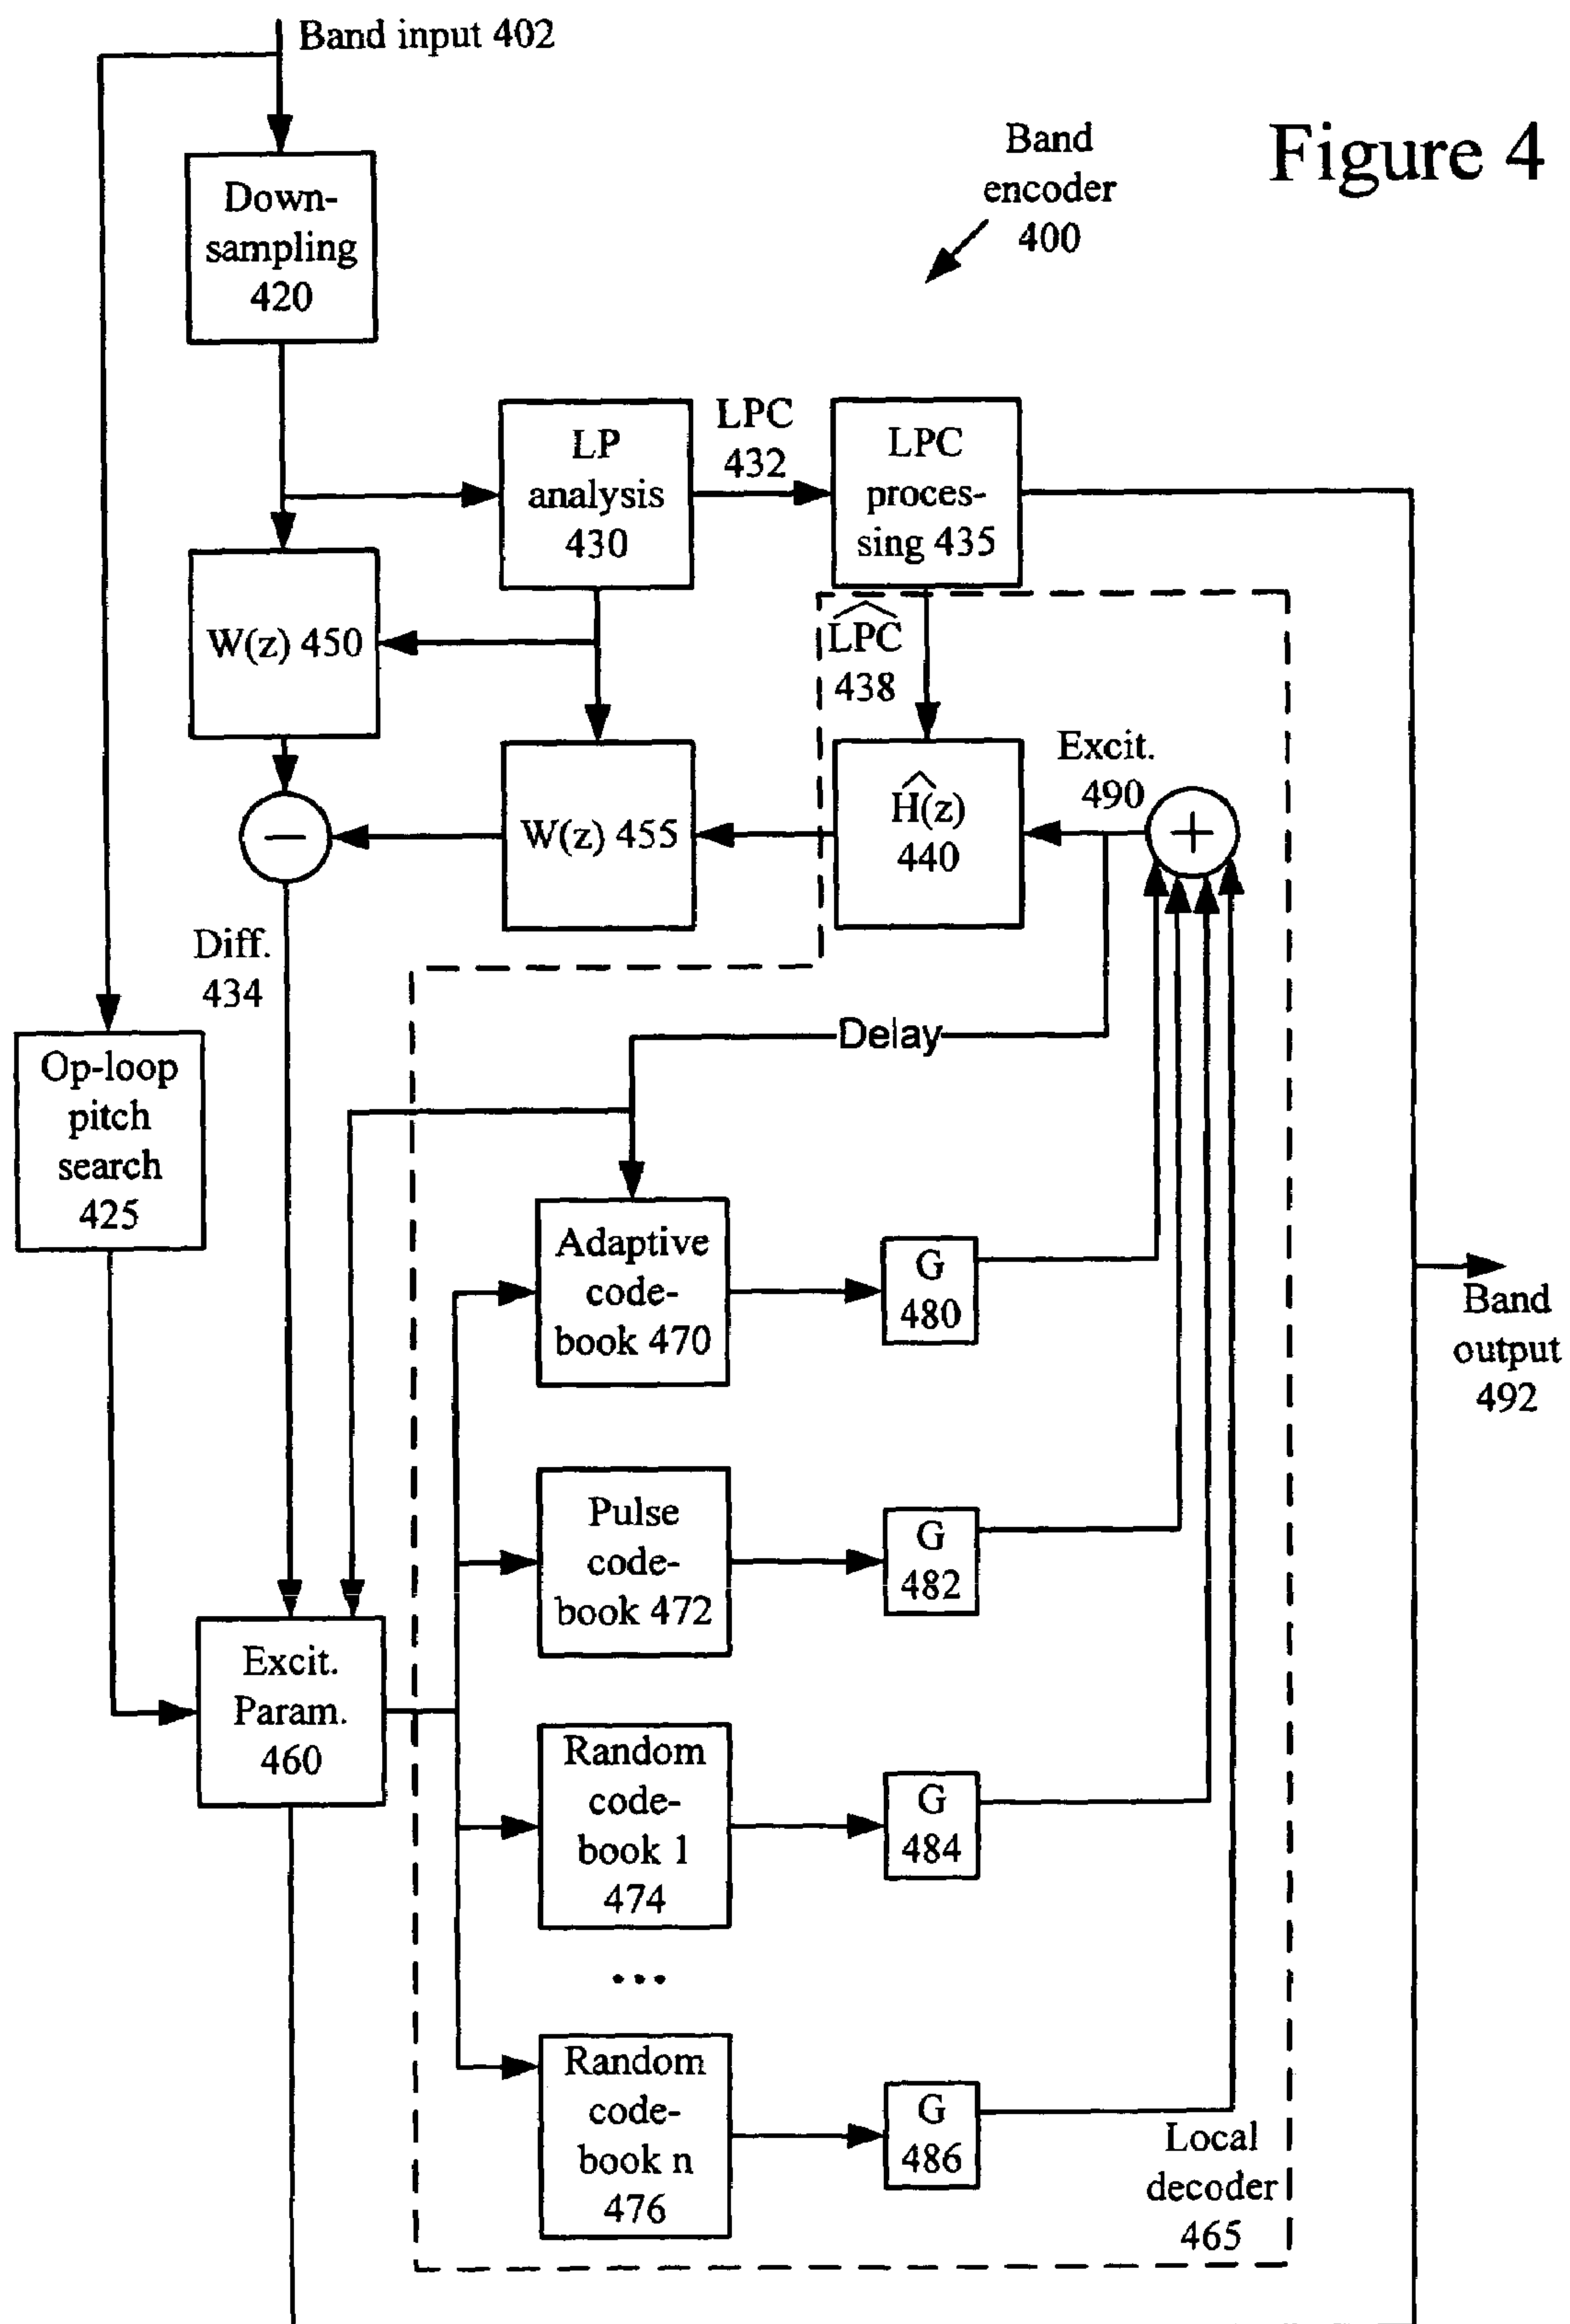 Band input 402
Figure 4
Band
encoder
400
Down-
sampling
420
LP
analysis
430
LPC
432
LPC
proces-
sing 435
W(z) 450
LPC
438
W(z) 455
Ĥ(z)
440
Excit.
490
+
−
Diff.
434
Delay
Op-loop
pitch
search
425
Adaptive
code-
book 470
G
480
Band
output
492
Pulse
code-
book 472
G
482
Excit.
Param.
460
Random
code-
book 1
474
G
484
...
Random
code-
book n
476
G
486
Local
decoder
465